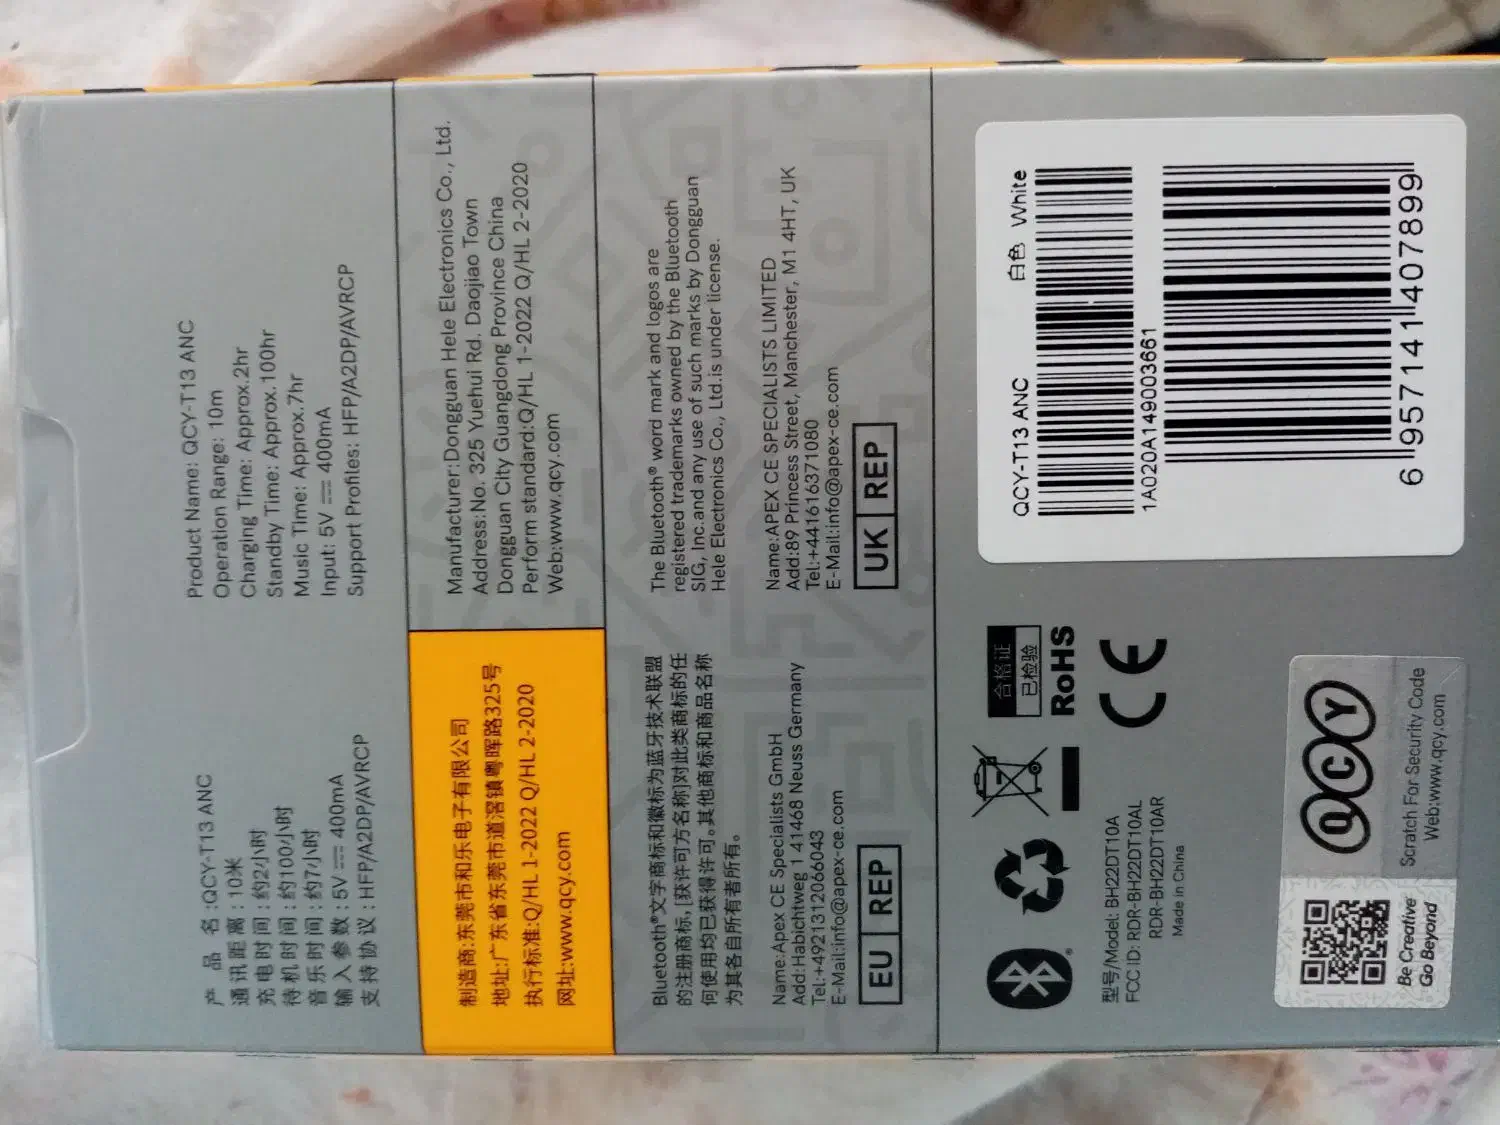 产 品 名:QCY-T13 ANC
通讯距离:10米
充电时间:约2小时
待机时间:约100小时
音乐时间:约7小时
输入参数:5V 400mA
支持协议:HFP/A2DP/AVRCP
Product Name: QCY-T13 ANC
Operation Range: 10m
Charging Time: Approx.2hr
Standby Time: Approx.100hr
Music Time: Approx.7hr
Input: 5V 400mA
Support Profiles: HFP/A2DP/AVRCP
制造商:东莞市和乐电子有限公司
地址:广东省东莞市道滘镇粤晖路325号
执行标准:Q/HL 1-2022 Q/HL 2-2020
网址:www.qcy.com
Manufacturer:Dongguan Hele Electronics Co., Ltd.
Address:No. 325 Yuehui Rd. Daojiao Town
Dongguan City Guangdong Province China
Perform standard:Q/HL 1-2022 Q/HL 2-2020
Web:www.qcy.com
Bluetooth®文字商标和徽标为蓝牙技术联盟
的注册商标,[获许可方名称]对此类商标的任
何使用均已获得许可。其他商标和商品名称
为其各自所有者所有。
The Bluetooth® word mark and logos are
registered trademarks owned by the Bluetooth
SIG, Inc.and any use of such marks by Dongguan
Hele Electronics Co., Ltd.is under license.
Name:Apex CE Specialists GmbH
Add:Habichtweg 1 41468 Neuss Germany
Tel:+4921312066043
E-Mail:info@apex-ce.com
EU REP
Name:APEX CE SPECIALISTS LIMITED
Add:89 Princess Street, Manchester, M1 4HT, UK
Tel:+441616371080
E-Mail:info@apex-ce.com
UK REP
合格证
已检验
RoHS
CE
型号/Model: BH22DT10A
FCC ID: RDR-BH22DT10AL
RDR-BH22DT10AR
Made in China
QCY-T13 ANC 白色 White
1A020A149003661
6 957141 407899
Be Creative
Go Beyond
QCY
Scratch For Security Code
Web:www.qcy.com